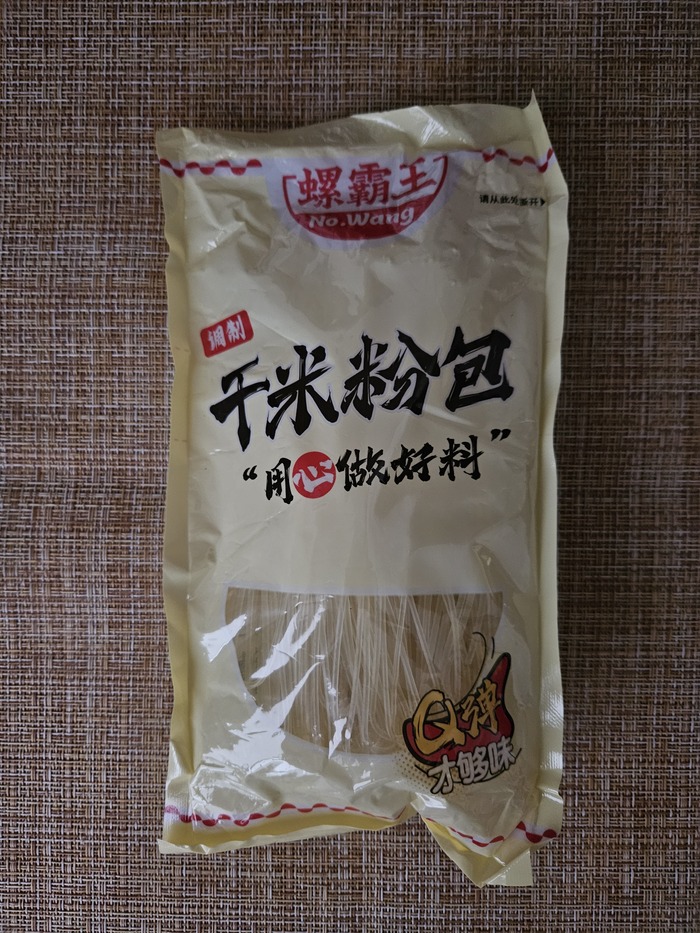 螺霸王
No.Wang
请从此处撕开
调制
干米粉包
“用心做好料”
Q弹
才够味